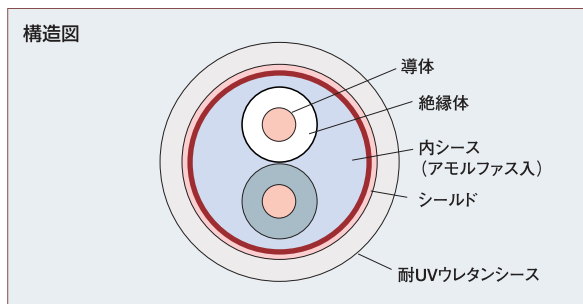 構造図
導体
絶縁体
内シース
（アモルファス入）
シールド
耐UVウレタンシース